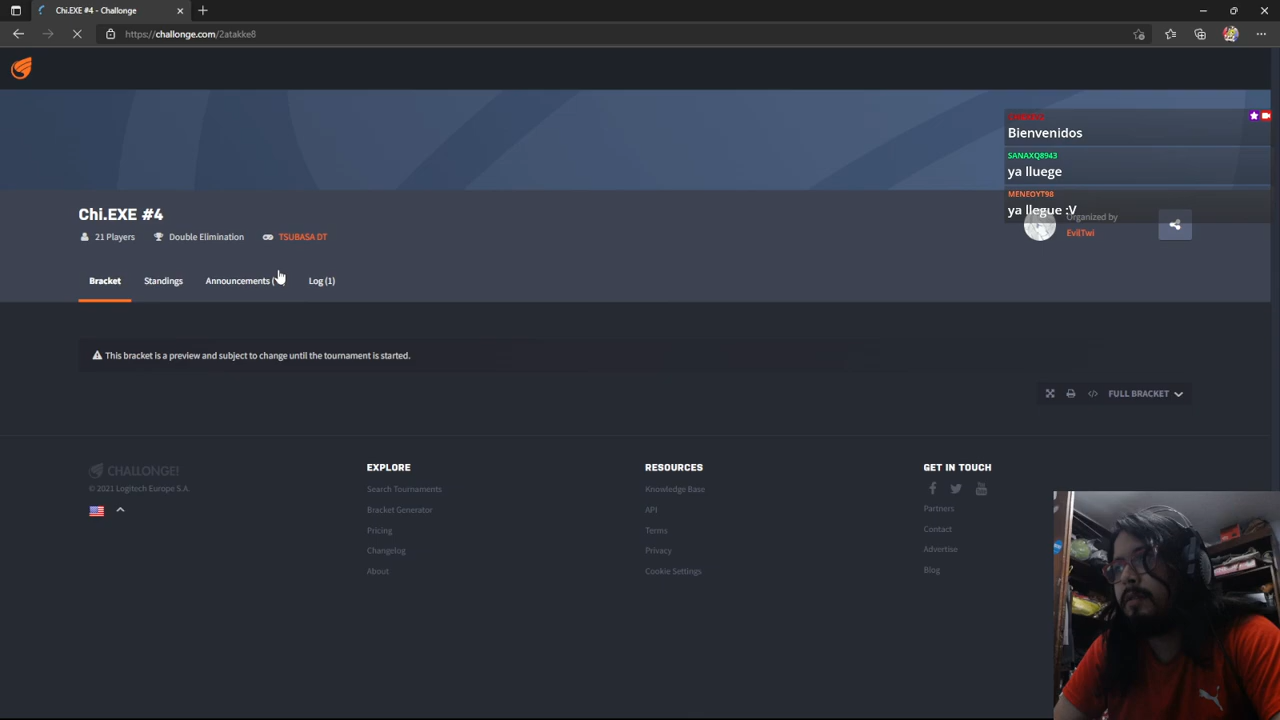 Chi.EXE #4 - Challonge
https://challonge.com/2atakke8
Bienvenidos
SANAXQ8943
ya lluege
MENEOYT98
ya llegue :V
Chi.EXE #4
21 Players
Double Elimination
TSUBASA DT
Organized by
EvilTwi
Bracket
Standings
Announcements (
Log (1)
This bracket is a preview and subject to change until the tournament is started.
FULL BRACKET
CHALLONGE!
© 2021 Logitech Europe S.A.
EXPLORE
Search Tournaments
Bracket Generator
Pricing
Changelog
About
RESOURCES
Knowledge Base
API
Terms
Privacy
Cookie Settings
GET IN TOUCH
Partners
Contact
Advertise
Blog